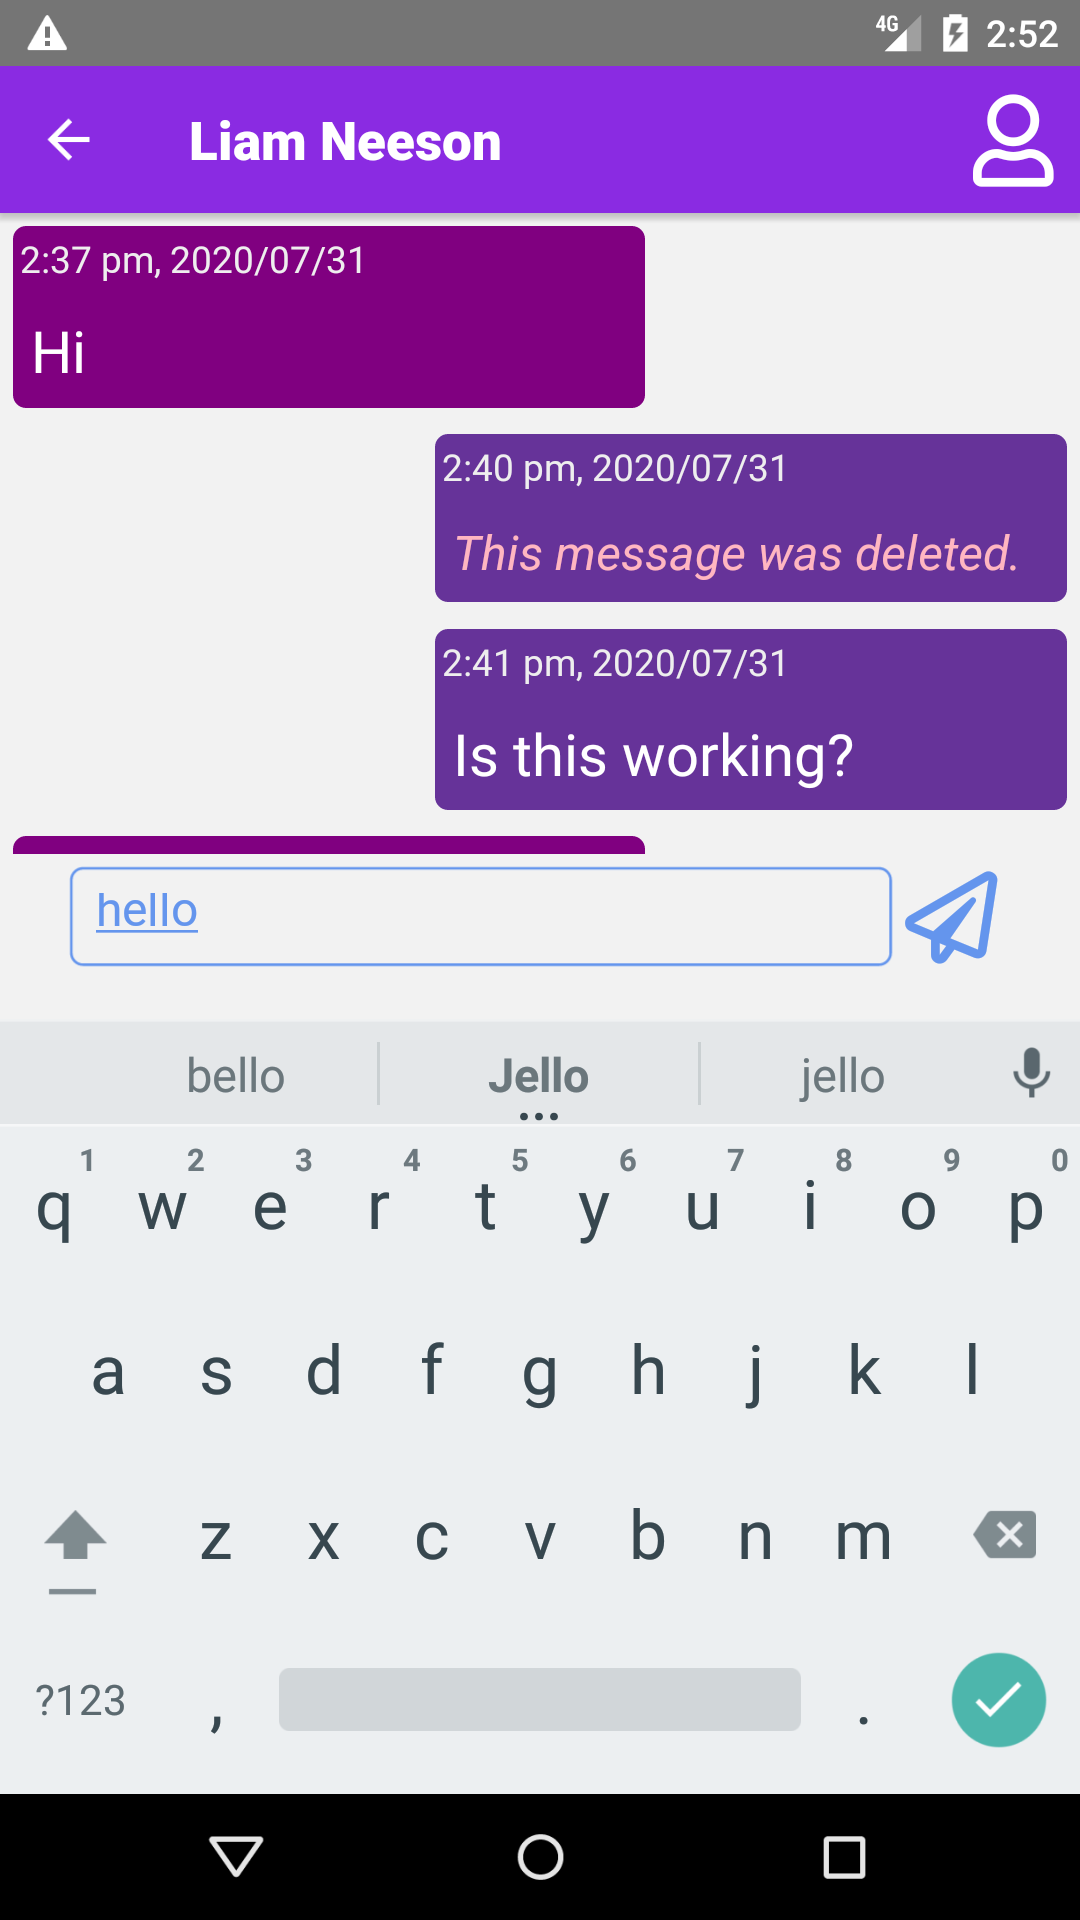 4G 2:52
Liam Neeson
2:37 pm, 2020/07/31
Hi
2:40 pm, 2020/07/31
This message was deleted.
2:41 pm, 2020/07/31
Is this working?
hello
bello Jello jello
1 2 3 4 5 6 7 8 9 0
q w e r t y u i o p
a s d f g h j k l
z x c v b n m
?123 , .